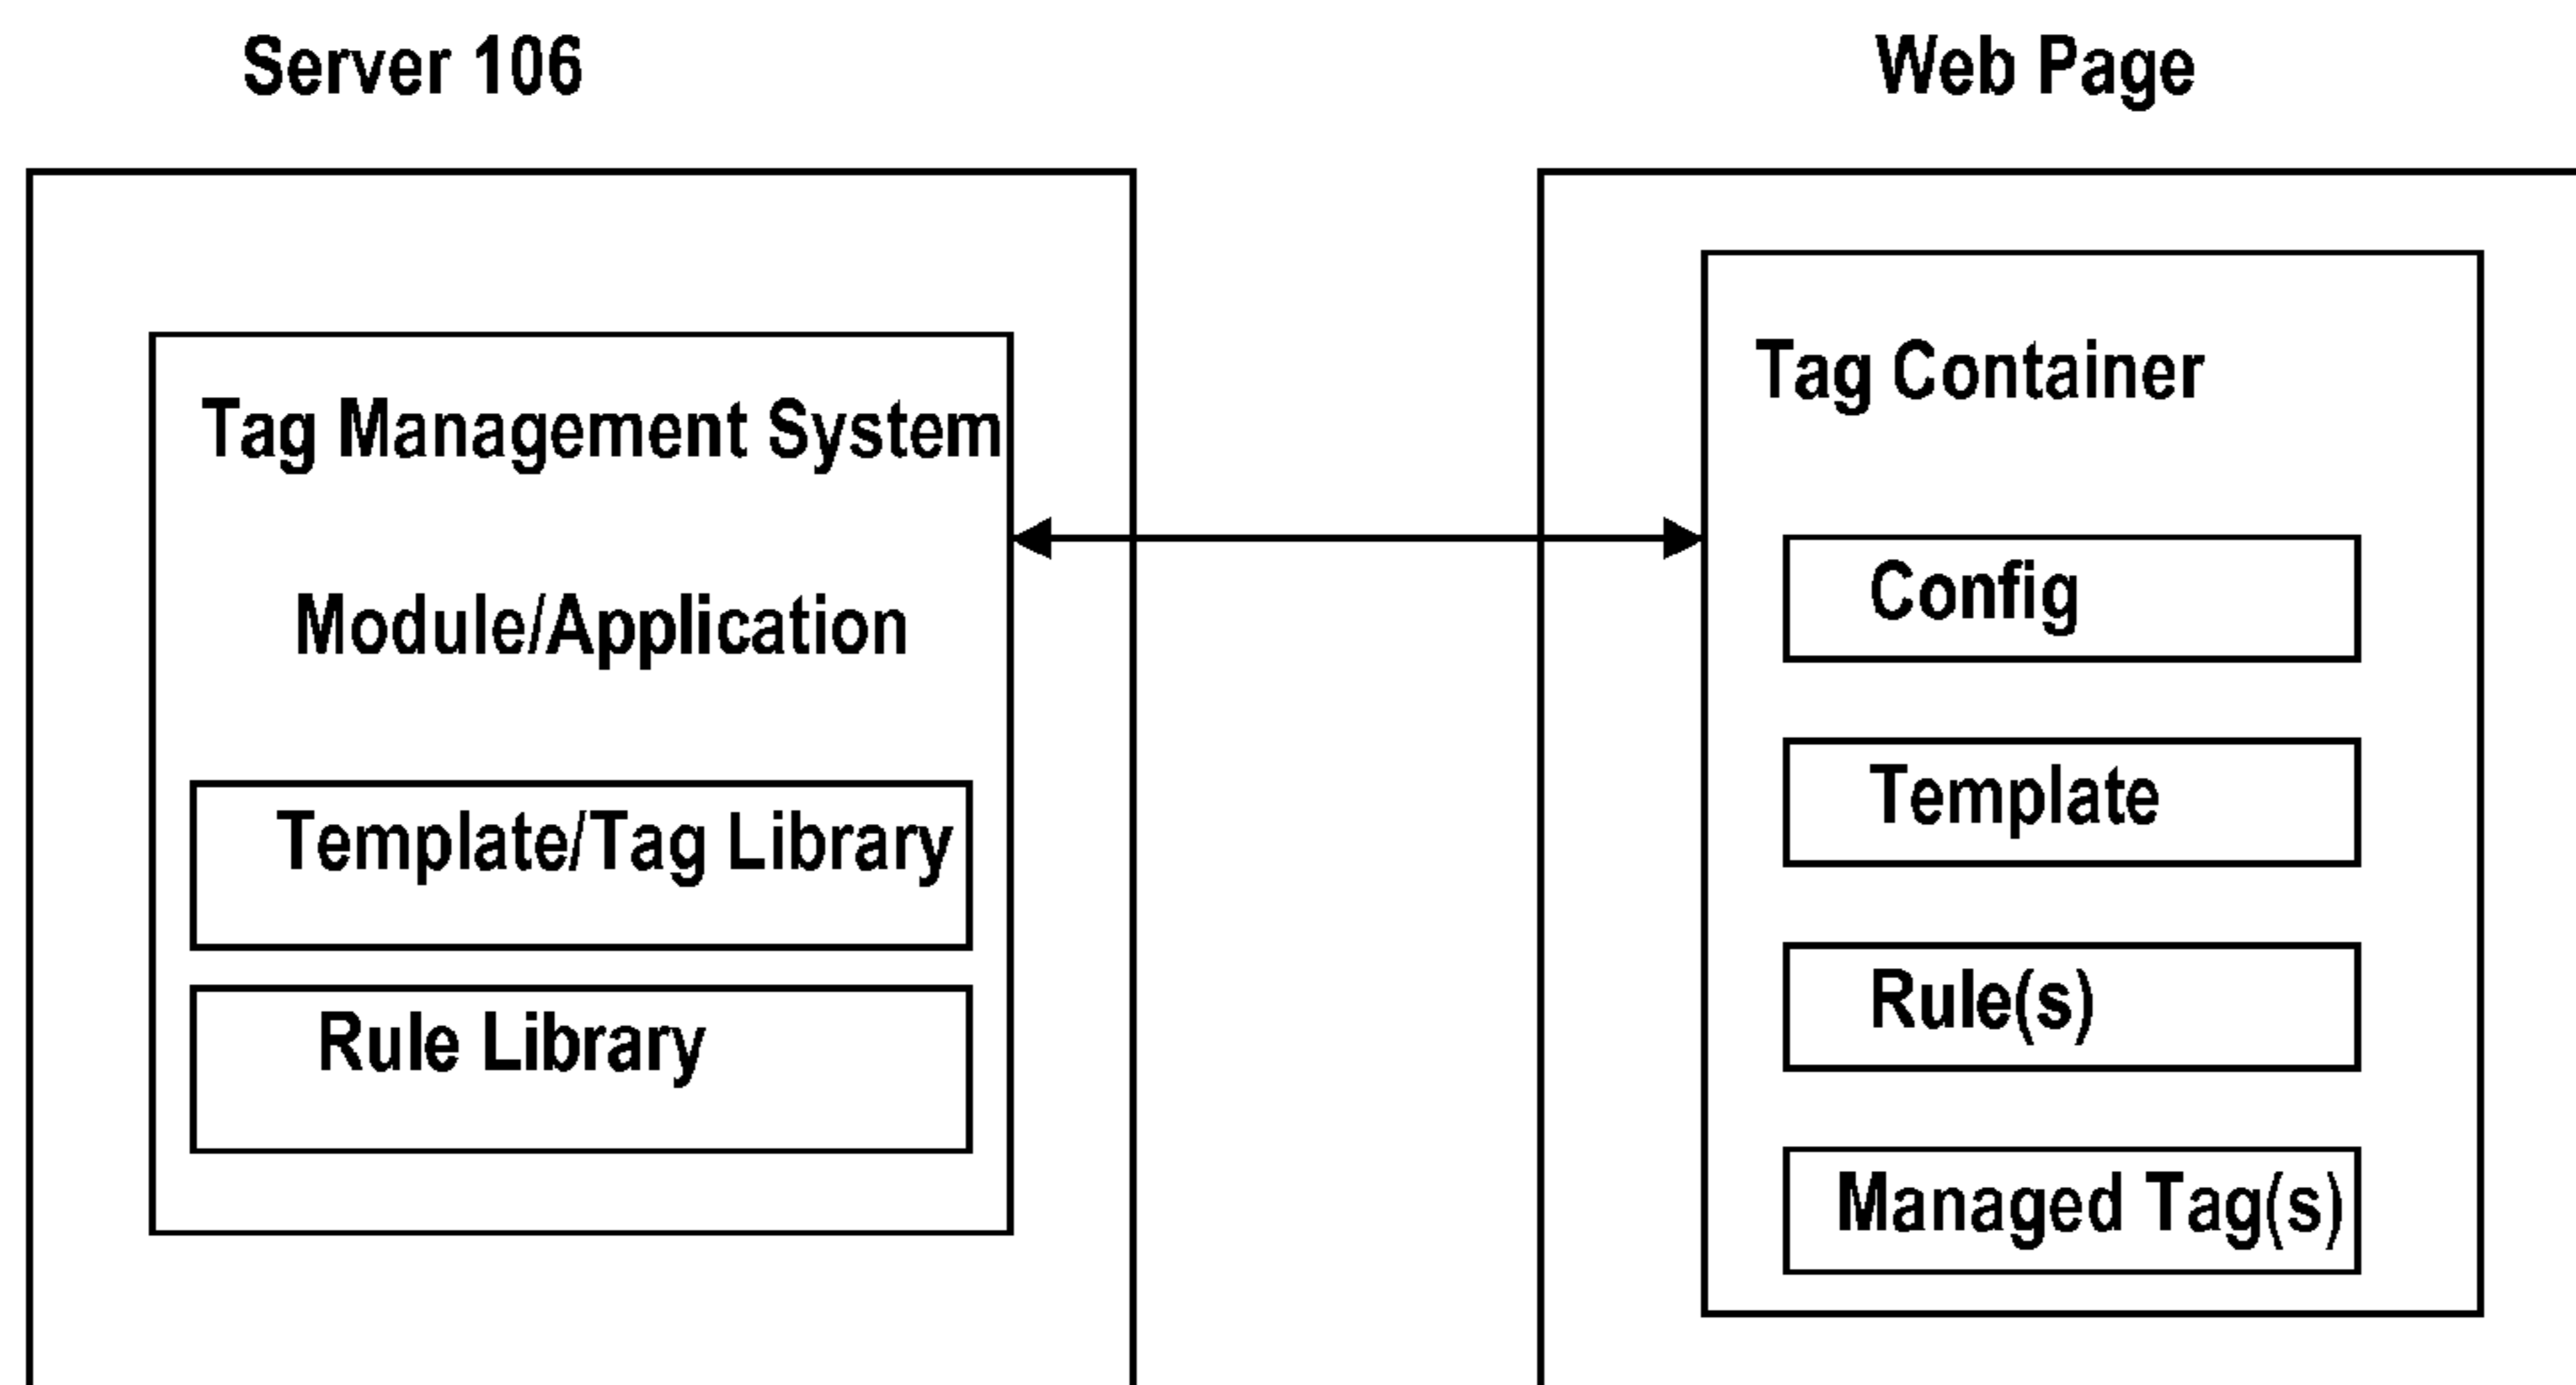 Server 106
Web Page
Tag Management System
Module/Application
Template/Tag Library
Rule Library
Tag Container
Config
Template
Rule(s)
Managed Tag(s)